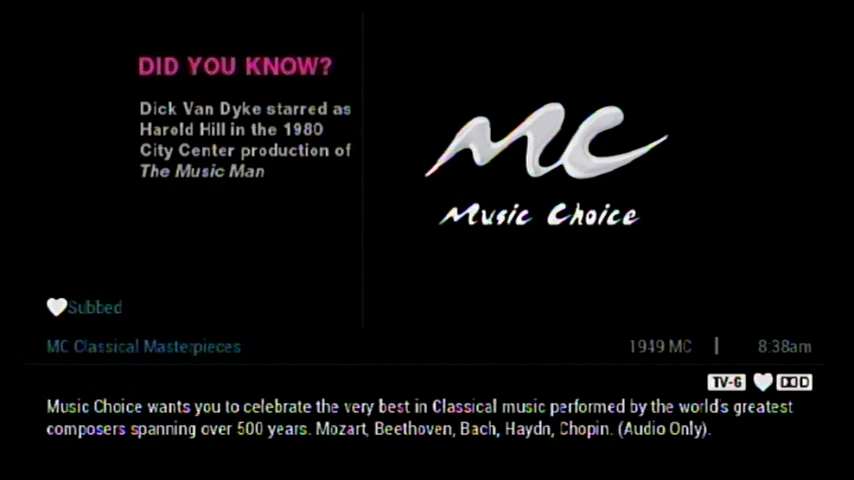 DID YOU KNOW?
Dick Van Dyke starred as
Harold Hill in the 1980
City Center production of
The Music Man
MC
Music Choice
Subbed
MC Classical Masterpieces
1949 MC | 8:38am
TV-G
Music Choice wants you to celebrate the very best in Classical music performed by the world's greatest
composers spanning over 500 years. Mozart, Beethoven, Bach, Haydn, Chopin. (Audio Only).